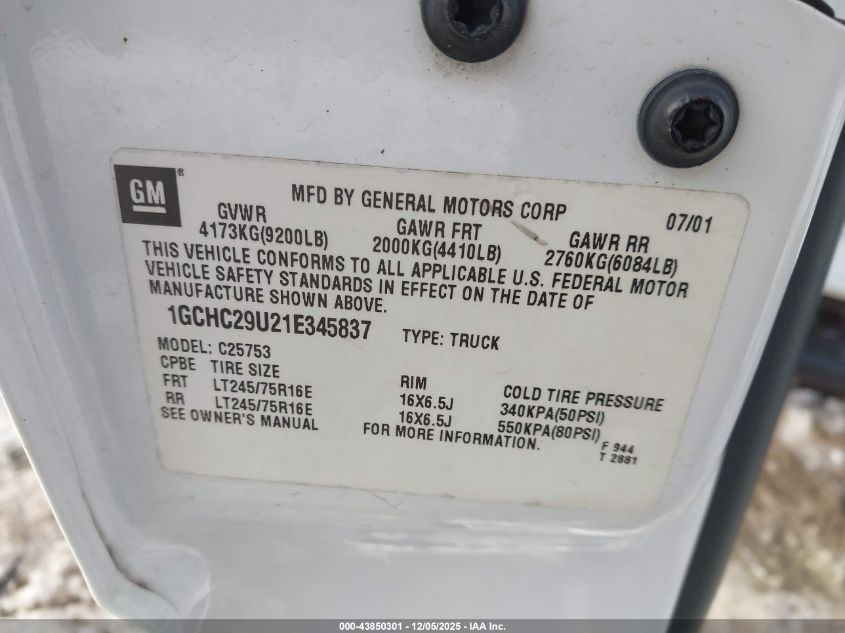 GM
®
MFD BY GENERAL MOTORS CORP
07/01
GVWR GAWR FRT GAWR RR
4173KG(9200LB) 2000KG(4410LB) 2760KG(6084LB)
THIS VEHICLE CONFORMS TO ALL APPLICABLE U.S. FEDERAL MOTOR
VEHICLE SAFETY STANDARDS IN EFFECT ON THE DATE OF
MANUFACTURE SHOWN ABOVE.
1GCHC29U21E345837 TYPE: TRUCK
MODEL: C25753
CPBE TIRE SIZE RIM COLD TIRE PRESSURE
FRT LT245/75R16E 16X6.5J 340KPA(50PSI)
RR LT245/75R16E 16X6.5J 550KPA(80PSI)
SEE OWNER'S MANUAL FOR MORE INFORMATION.
F 944
T 2881
000-43850301 - 12/05/2025 - IAA Inc.